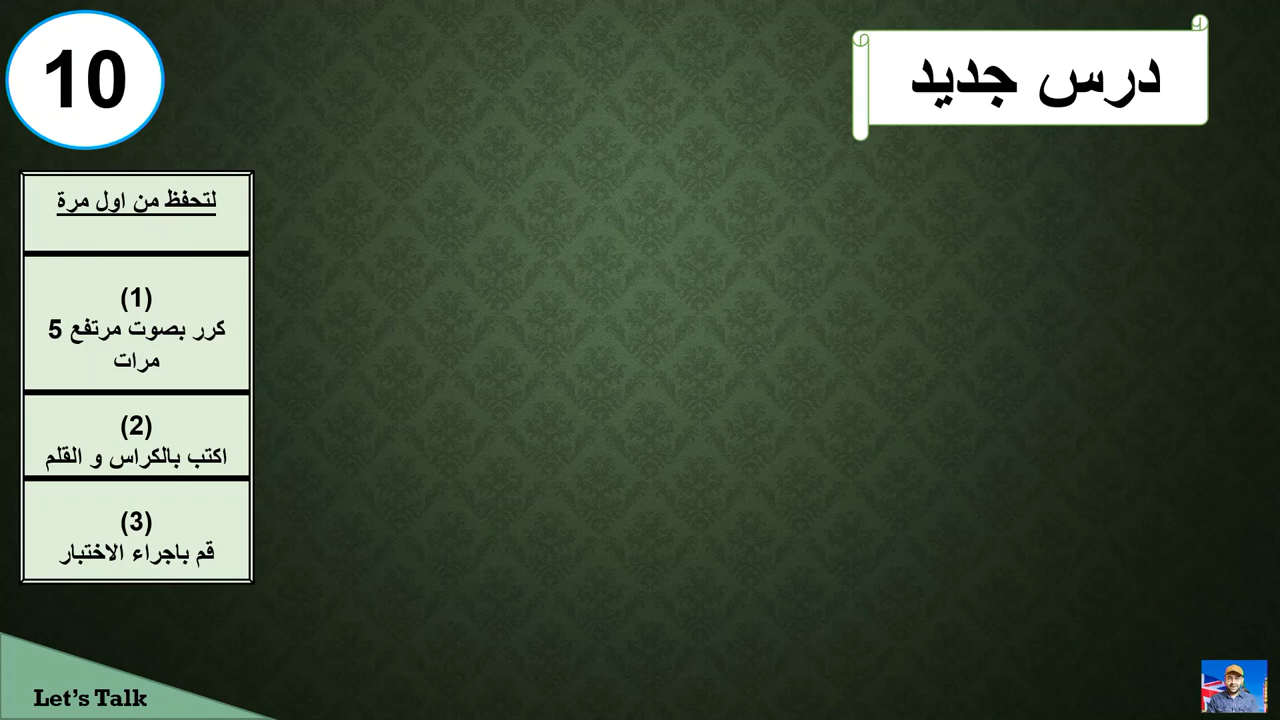 10
درس جديد
لتحفظ من اول مرة
(1)
كرر بصوت مرتفع 5
مرات
(2)
اكتب بالكراس و القلم
(3)
قم باجراء الاختبار
Let's Talk